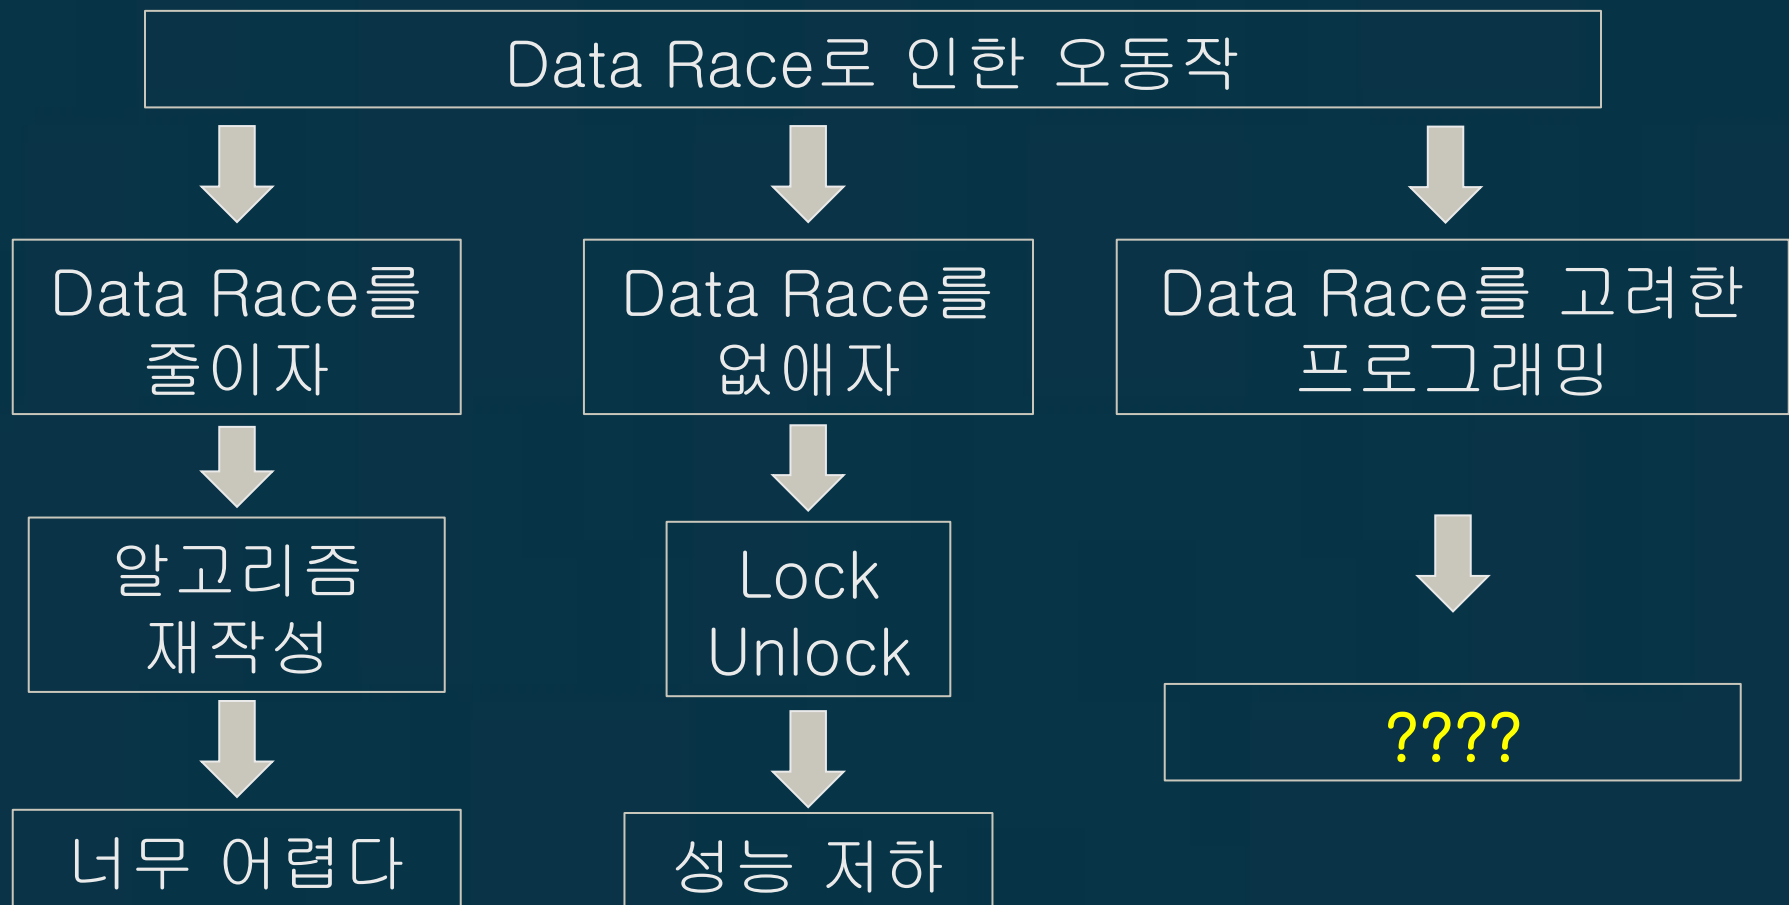 Data Race로 인한 오동작
Data Race를
줄이자
Data Race를
없애자
Data Race를 고려한
프로그래밍
알고리즘
재작성
Lock
Unlock
????
너무 어렵다
성능 저하